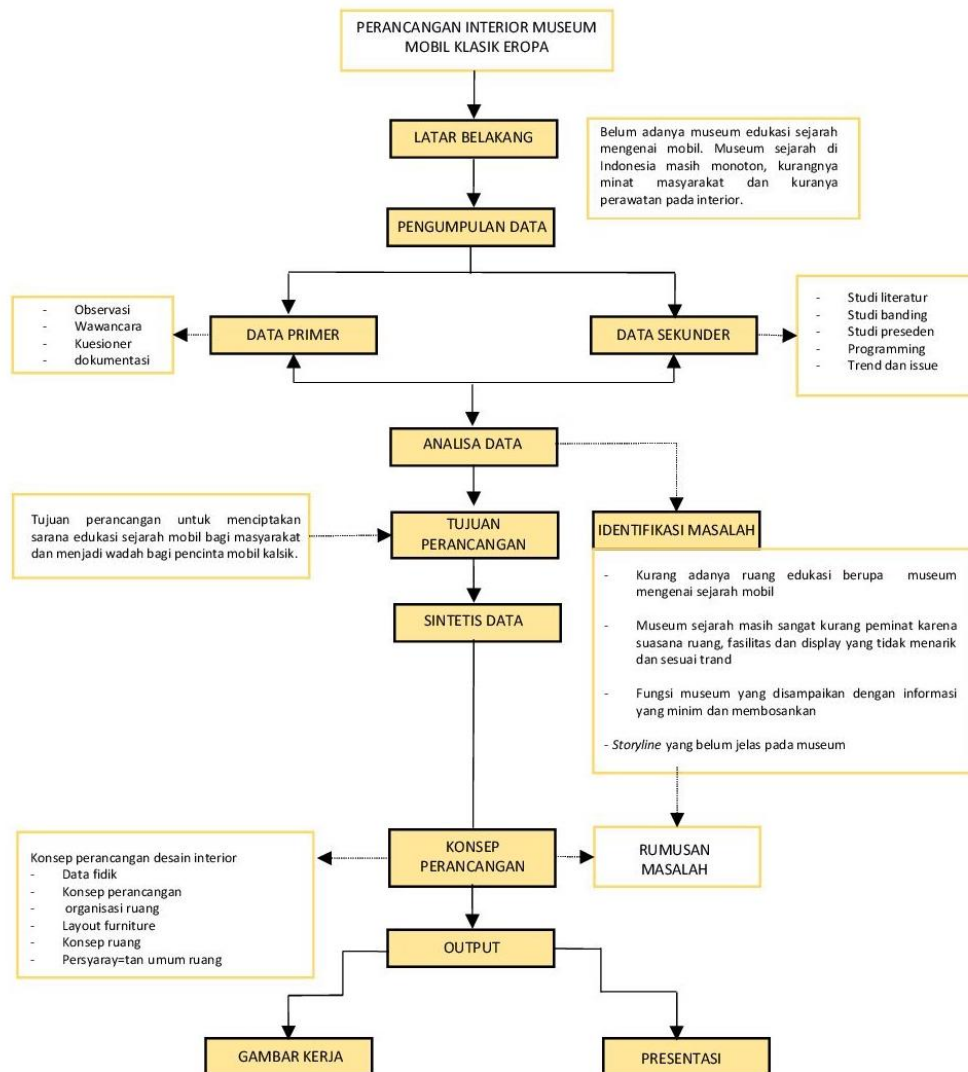 PERANCANGAN INTERIOR MUSEUM
MOBIL KLASIK EROPA
LATAR BELAKANG
Belum adanya museum edukasi sejarah
mengenai mobil. Museum sejarah di
Indonesia masih monoton, kurangnya
minat masyarakat dan kuranya
perawatan pada interior.
PENGUMPULAN DATA
- Observasi
- Wawancara
- Kuesioner
- dokumentasi
DATA PRIMER
DATA SEKUNDER
- Studi literatur
- Studi banding
- Studi preseden
- Programming
- Trend dan issue
ANALISA DATA
Tujuan perancangan untuk menciptakan
sarana edukasi sejarah mobil bagi masyarakat
dan menjadi wadah bagi pencinta mobil kalsik.
TUJUAN
PERANCANGAN
IDENTIFIKASI MASALAH
- Kurang adanya ruang edukasi berupa museum
mengenai sejarah mobil
- Museum sejarah masih sangat kurang peminat karena
suasana ruang, fasilitas dan display yang tidak menarik
dan sesuai trand
- Fungsi museum yang disampaikan dengan informasi
yang minim dan membosankan
- Storyline yang belum jelas pada museum
SINTETIS DATA
Konsep perancangan desain interior
- Data fidik
- Konsep perancangan
- organisasi ruang
- Layout furniture
- Konsep ruang
- Persyaray=tan umum ruang
KONSEP
PERANCANGAN
RUMUSAN
MASALAH
OUTPUT
GAMBAR KERJA
PRESENTASI